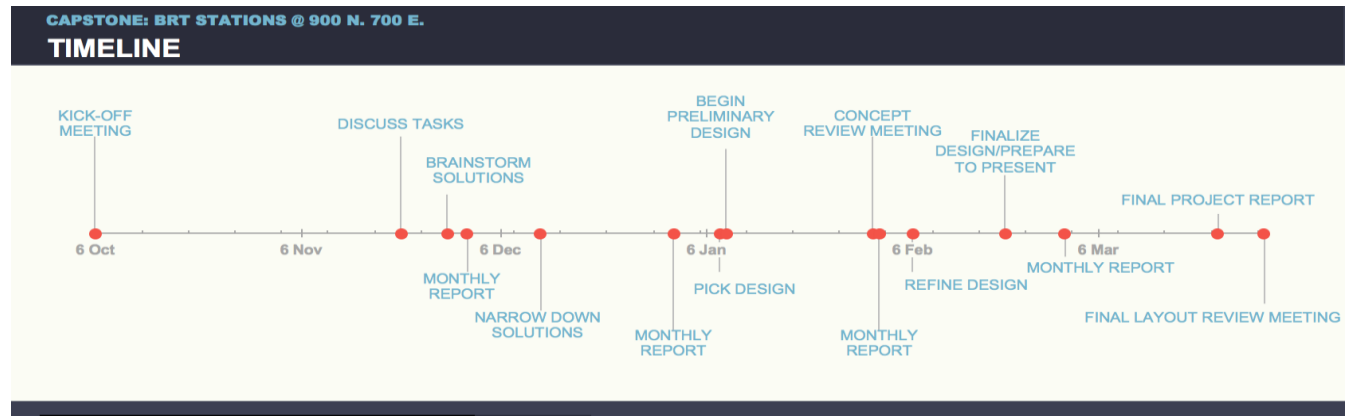 CAPSTONE: BRT STATIONS @ 900 N. 700 E.
TIMELINE
KICK-OFF
MEETING
DISCUSS TASKS
BRAINSTORM
SOLUTIONS
BEGIN
PRELIMINARY
DESIGN
CONCEPT
REVIEW MEETING
FINALIZE
DESIGN/PREPARE
TO PRESENT
FINAL PROJECT REPORT
6 Oct
6 Nov
6 Dec
6 Jan
6 Feb
6 Mar
MONTHLY
REPORT
NARROW DOWN
SOLUTIONS
MONTHLY
REPORT
PICK DESIGN
MONTHLY
REPORT
REFINE DESIGN
MONTHLY REPORT
FINAL LAYOUT REVIEW MEETING